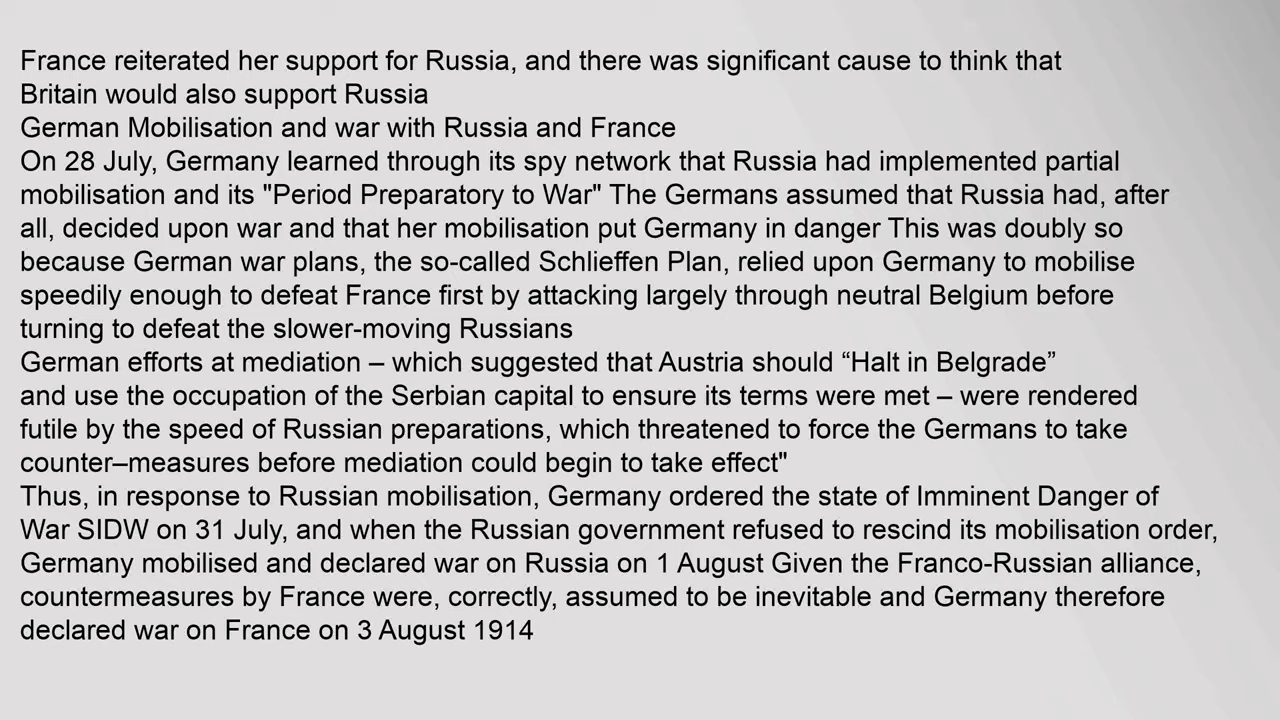 France reiterated her support for Russia, and there was significant cause to think that
Britain would also support Russia
German Mobilisation and war with Russia and France
On 28 July, Germany learned through its spy network that Russia had implemented partial
mobilisation and its "Period Preparatory to War" The Germans assumed that Russia had, after
all, decided upon war and that her mobilisation put Germany in danger This was doubly so
because German war plans, the so-called Schlieffen Plan, relied upon Germany to mobilise
speedily enough to defeat France first by attacking largely through neutral Belgium before
turning to defeat the slower-moving Russians
German efforts at mediation – which suggested that Austria should “Halt in Belgrade”
and use the occupation of the Serbian capital to ensure its terms were met – were rendered
futile by the speed of Russian preparations, which threatened to force the Germans to take
counter–measures before mediation could begin to take effect"
Thus, in response to Russian mobilisation, Germany ordered the state of Imminent Danger of
War SIDW on 31 July, and when the Russian government refused to rescind its mobilisation order,
Germany mobilised and declared war on Russia on 1 August Given the Franco-Russian alliance,
countermeasures by France were, correctly, assumed to be inevitable and Germany therefore
declared war on France on 3 August 1914